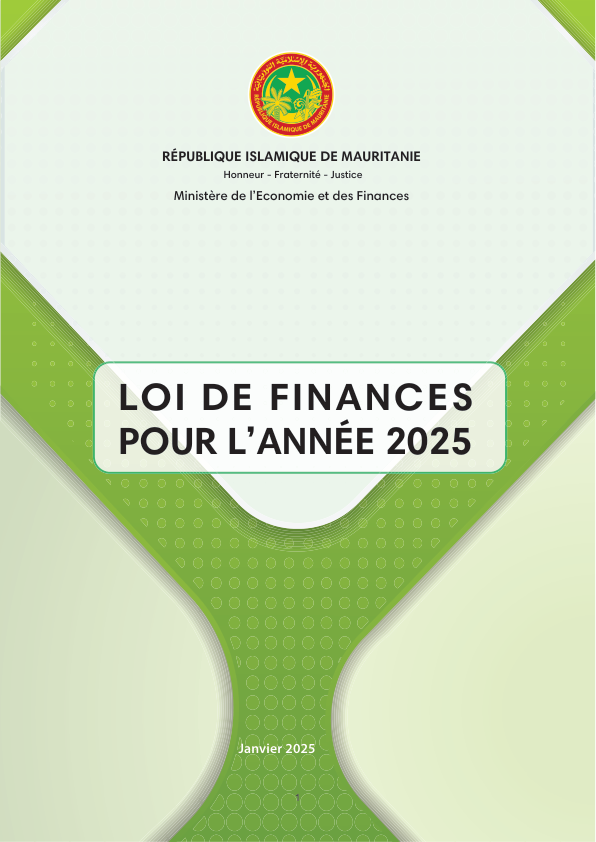 الجمهورية الإسلامية الموريتانية
RÉPUBLIQUE ISLAMIQUE DE MAURITANIE
RÉPUBLIQUE ISLAMIQUE DE MAURITANIE
Honneur - Fraternité - Justice
Ministère de l'Economie et des Finances
LOI DE FINANCES
POUR L'ANNÉE 2025
Janvier 2025
1